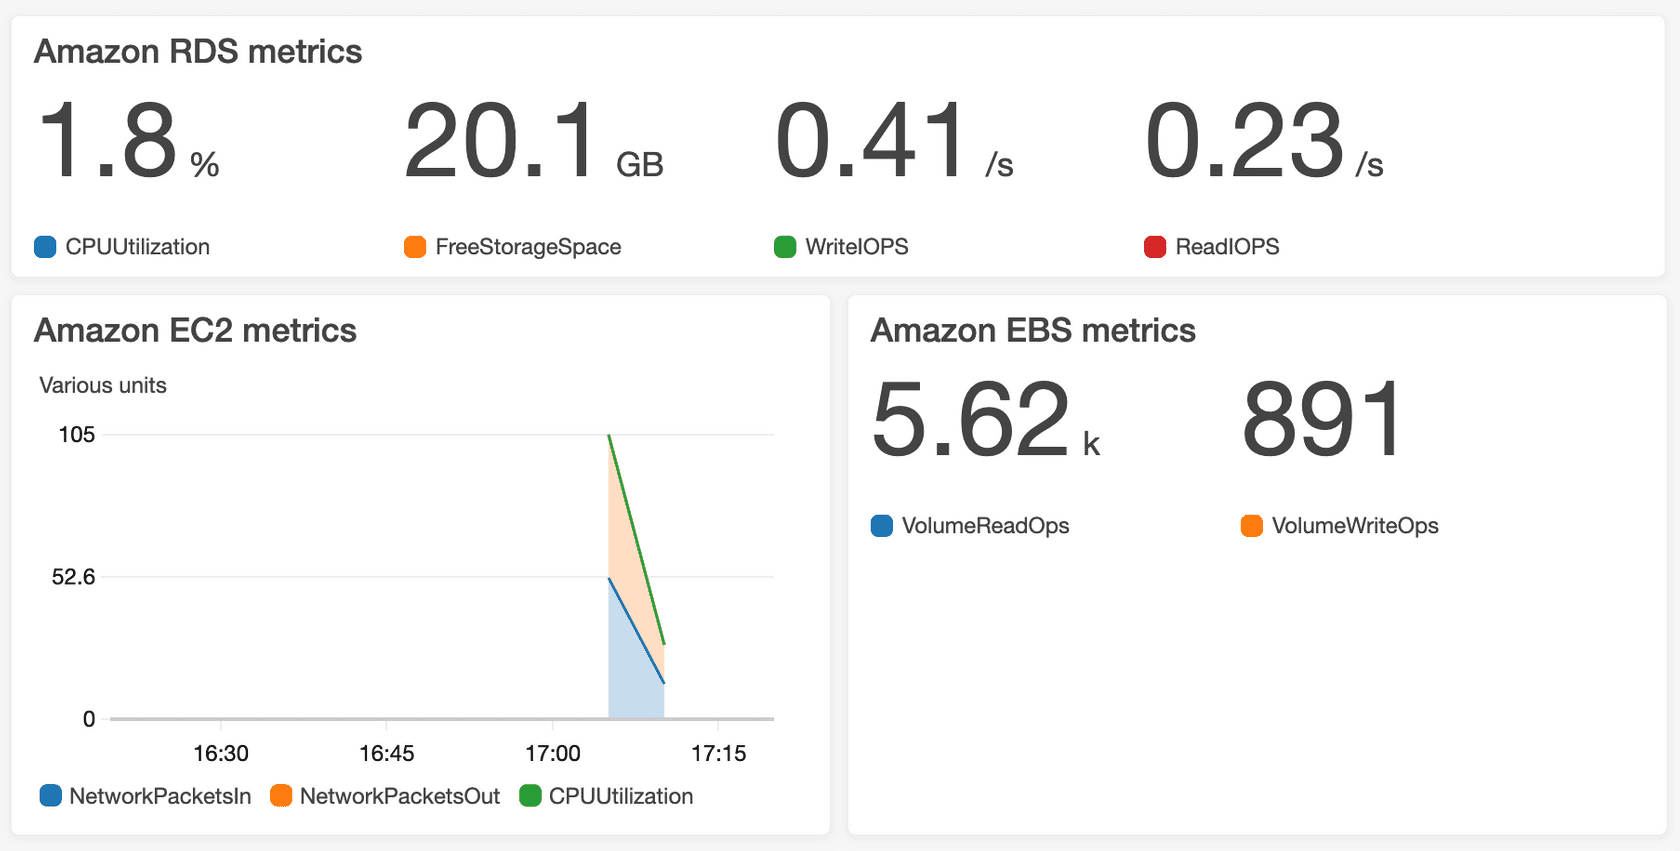 Amazon RDS metrics
1.8 % 20.1 GB 0.41 /s 0.23 /s
CPUUtilization FreeStorageSpace WriteIOPS ReadIOPS
Amazon EC2 metrics
Various units
105
52.6
0
16:30 16:45 17:00 17:15
NetworkPacketsIn NetworkPacketsOut CPUUtilization
Amazon EBS metrics
5.62 k 891
VolumeReadOps VolumeWriteOps